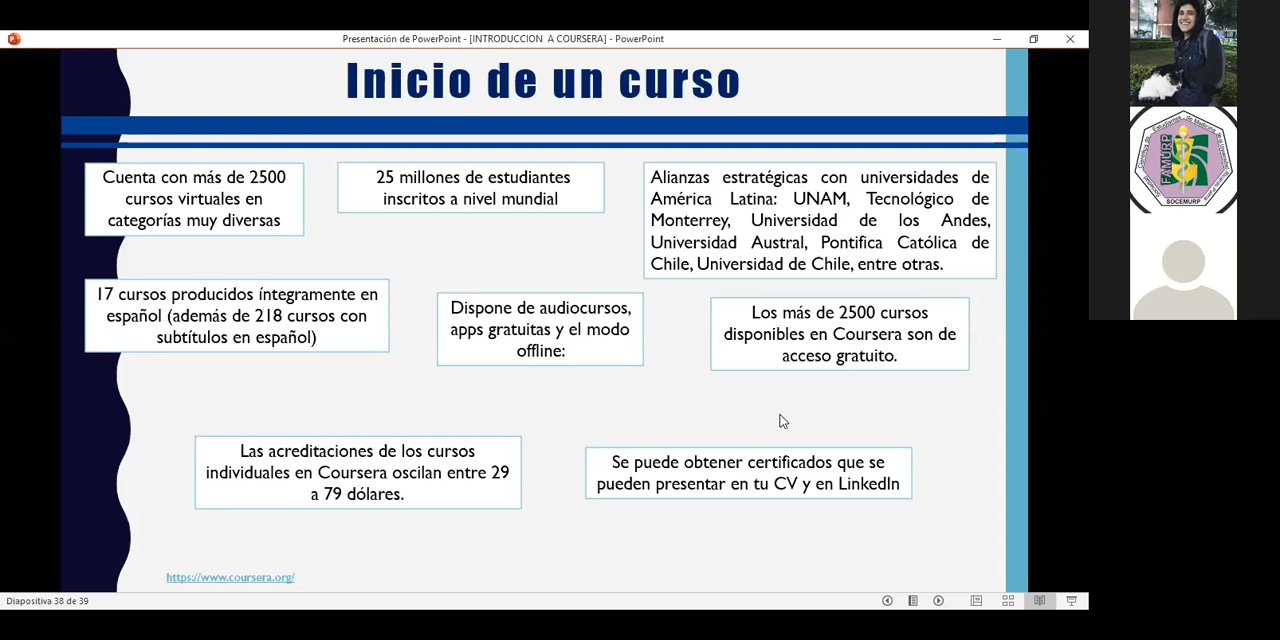 Presentación de PowerPoint - [INTRODUCCION A COURSERA] - PowerPoint
Inicio de un curso
Cuenta con más de 2500
cursos virtuales en
categorías muy diversas
25 millones de estudiantes
inscritos a nivel mundial
Alianzas estratégicas con universidades de
América Latina: UNAM, Tecnológico de
Monterrey, Universidad de los Andes,
Universidad Austral, Pontifica Católica de
Chile, Universidad de Chile, entre otras.
17 cursos producidos íntegramente en
español (además de 218 cursos con
subtítulos en español)
Dispone de audiocursos,
apps gratuitas y el modo
offline:
Los más de 2500 cursos
disponibles en Coursera son de
acceso gratuito.
Las acreditaciones de los cursos
individuales en Coursera oscilan entre 29
a 79 dólares.
Se puede obtener certificados que se
pueden presentar en tu CV y en LinkedIn
https://www.coursera.org/
Diapositiva 38 de 39
FAMURP
SOCEMURP